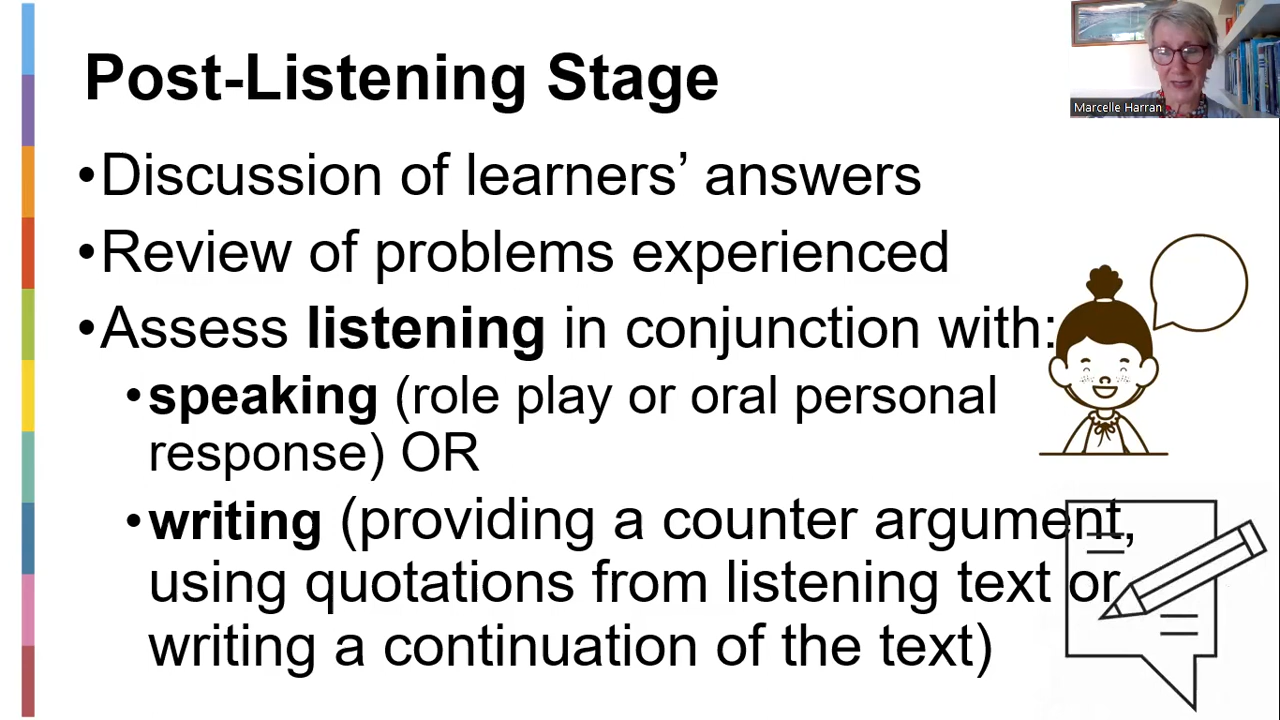 Post-Listening Stage
Marcelle Harran
•Discussion of learners’ answers
•Review of problems experienced
•Assess listening in conjunction with:
•speaking (role play or oral personal
response) OR
•writing (providing a counter argument,
using quotations from listening text or
writing a continuation of the text)